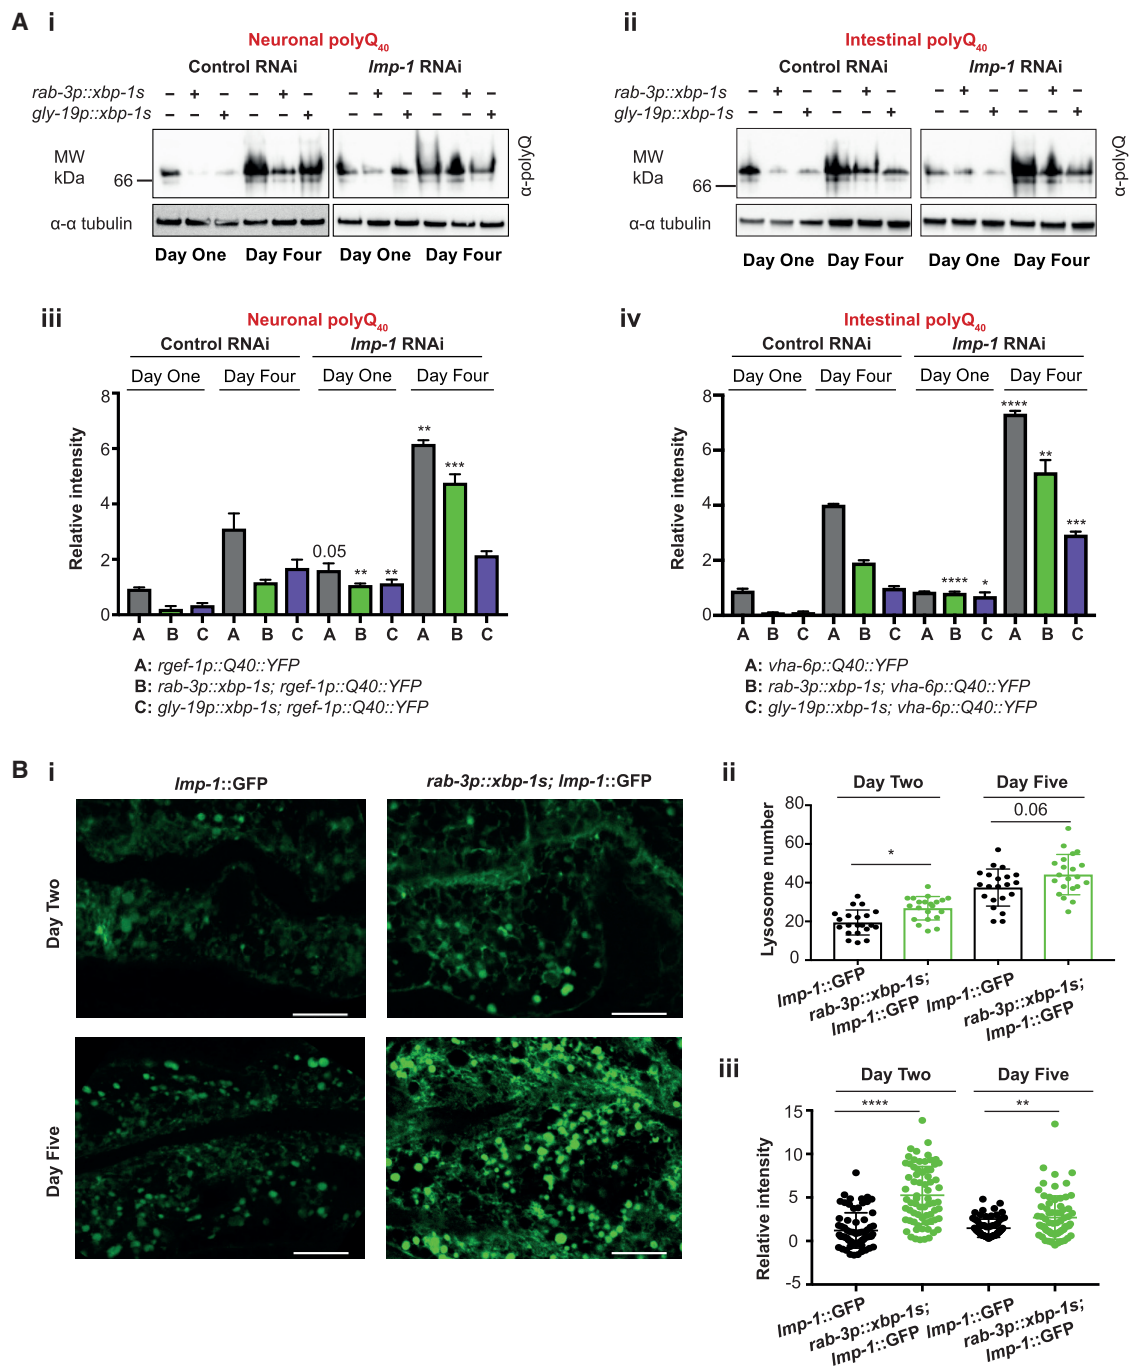 A i
Neuronal polyQ40
Control RNAi lmp-1 RNAi
rab-3p::xbp-1s – + – – + – – + – – + –
gly-19p::xbp-1s – – + – – + – – + – – +
MW
kDa
66
α-polyQ
α-α tubulin
Day One Day Four Day One Day Four
ii
Intestinal polyQ40
Control RNAi lmp-1 RNAi
rab-3p::xbp-1s – + – – + – – + – – + –
gly-19p::xbp-1s – – + – – + – – + – – +
MW
kDa
66
α-polyQ
α-α tubulin
Day One Day Four Day One Day Four
iii
Neuronal polyQ40
Control RNAi lmp-1 RNAi
Day One Day Four Day One Day Four
Relative intensity
8
6
4
2
0
0.05 ** ** ** ***
A B C A B C A B C A B C
A: rgef-1p::Q40::YFP
B: rab-3p::xbp-1s; rgef-1p::Q40::YFP
C: gly-19p::xbp-1s; rgef-1p::Q40::YFP
iv
Intestinal polyQ40
Control RNAi lmp-1 RNAi
Day One Day Four Day One Day Four
Relative intensity
8
6
4
2
0
**** * **** ** ***
A B C A B C A B C A B C
A: vha-6p::Q40::YFP
B: rab-3p::xbp-1s; vha-6p::Q40::YFP
C: gly-19p::xbp-1s; vha-6p::Q40::YFP
B i
lmp-1::GFP rab-3p::xbp-1s; lmp-1::GFP
Day Two
Day Five
ii
Day Two Day Five
Lysosome number
80
60
40
20
0
* 0.06
lmp-1::GFP
rab-3p::xbp-1s;
lmp-1::GFP
lmp-1::GFP
rab-3p::xbp-1s;
lmp-1::GFP
iii
Day Two Day Five
Relative intensity
15
10
5
0
-5
**** **
lmp-1::GFP
rab-3p::xbp-1s;
lmp-1::GFP
lmp-1::GFP
rab-3p::xbp-1s;
lmp-1::GFP